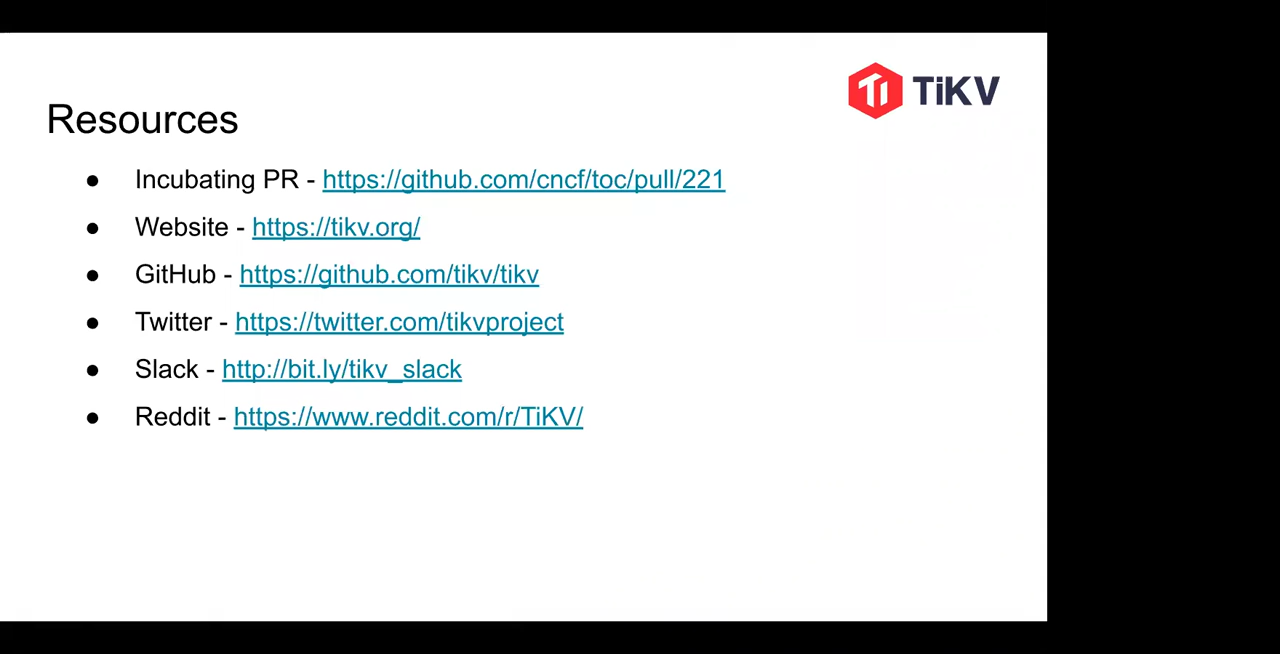 TiKV
Resources
● Incubating PR - https://github.com/cncf/toc/pull/221
● Website - https://tikv.org/
● GitHub - https://github.com/tikv/tikv
● Twitter - https://twitter.com/tikvproject
● Slack - http://bit.ly/tikv_slack
● Reddit - https://www.reddit.com/r/TiKV/